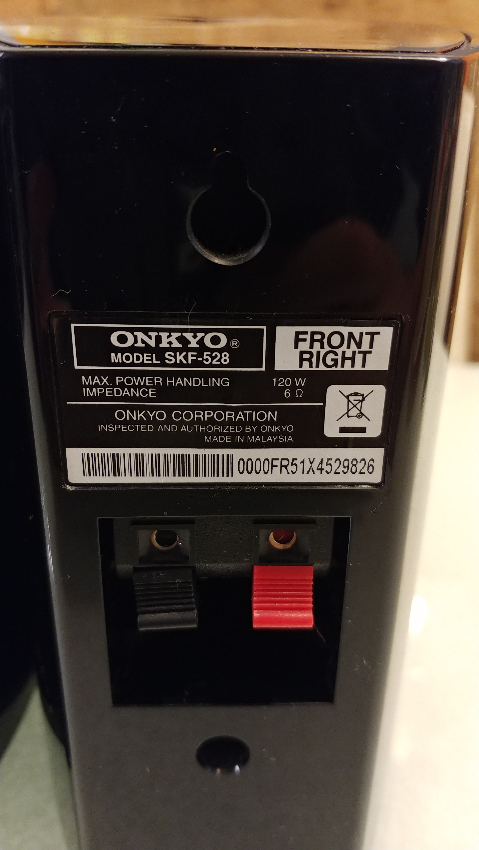 ONKYO®
MODEL SKF-528
FRONT
RIGHT
MAX. POWER HANDLING 120 W
IMPEDANCE 6 Ω
ONKYO CORPORATION
INSPECTED AND AUTHORIZED BY ONKYO
MADE IN MALAYSIA
0000FR51X4529826